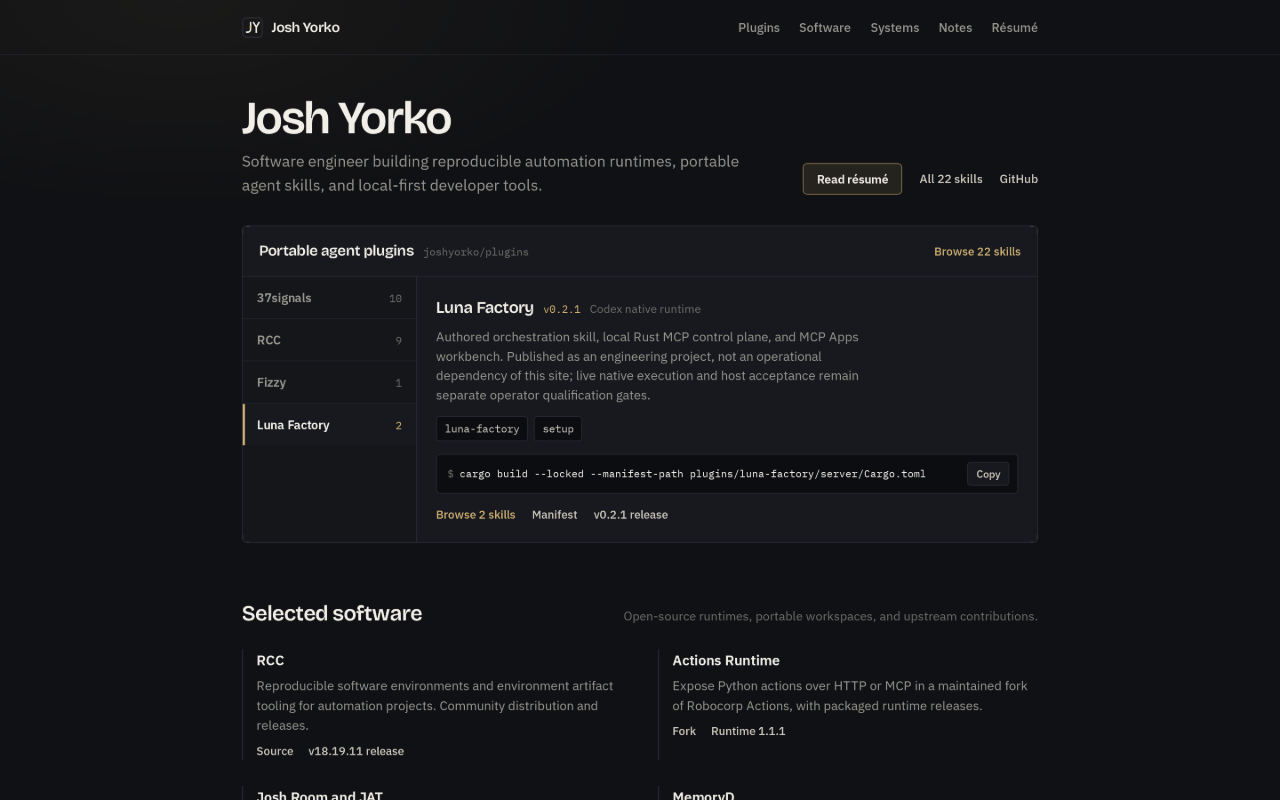 JY Josh Yorko
Plugins Software Systems Notes Résumé
Josh Yorko
Software engineer building reproducible automation runtimes, portable
agent skills, and local-first developer tools.
Read résumé All 22 skills GitHub
Portable agent plugins joshyorko/plugins Browse 22 skills
37signals 10
RCC 9
Fizzy 1
Luna Factory 2
Luna Factory v0.2.1 Codex native runtime
Authored orchestration skill, local Rust MCP control plane, and MCP Apps
workbench. Published as an engineering project, not an operational
dependency of this site; live native execution and host acceptance remain
separate operator qualification gates.
luna-factory setup
$ cargo build --locked --manifest-path plugins/luna-factory/server/Cargo.toml Copy
Browse 2 skills Manifest v0.2.1 release
Selected software
Open-source runtimes, portable workspaces, and upstream contributions.
RCC
Reproducible software environments and environment artifact
tooling for automation projects. Community distribution and
releases.
Source v18.19.11 release
Actions Runtime
Expose Python actions over HTTP or MCP in a maintained fork
of Robocorp Actions, with packaged runtime releases.
Fork Runtime 1.1.1
Josh Room and JAT
MemoryD